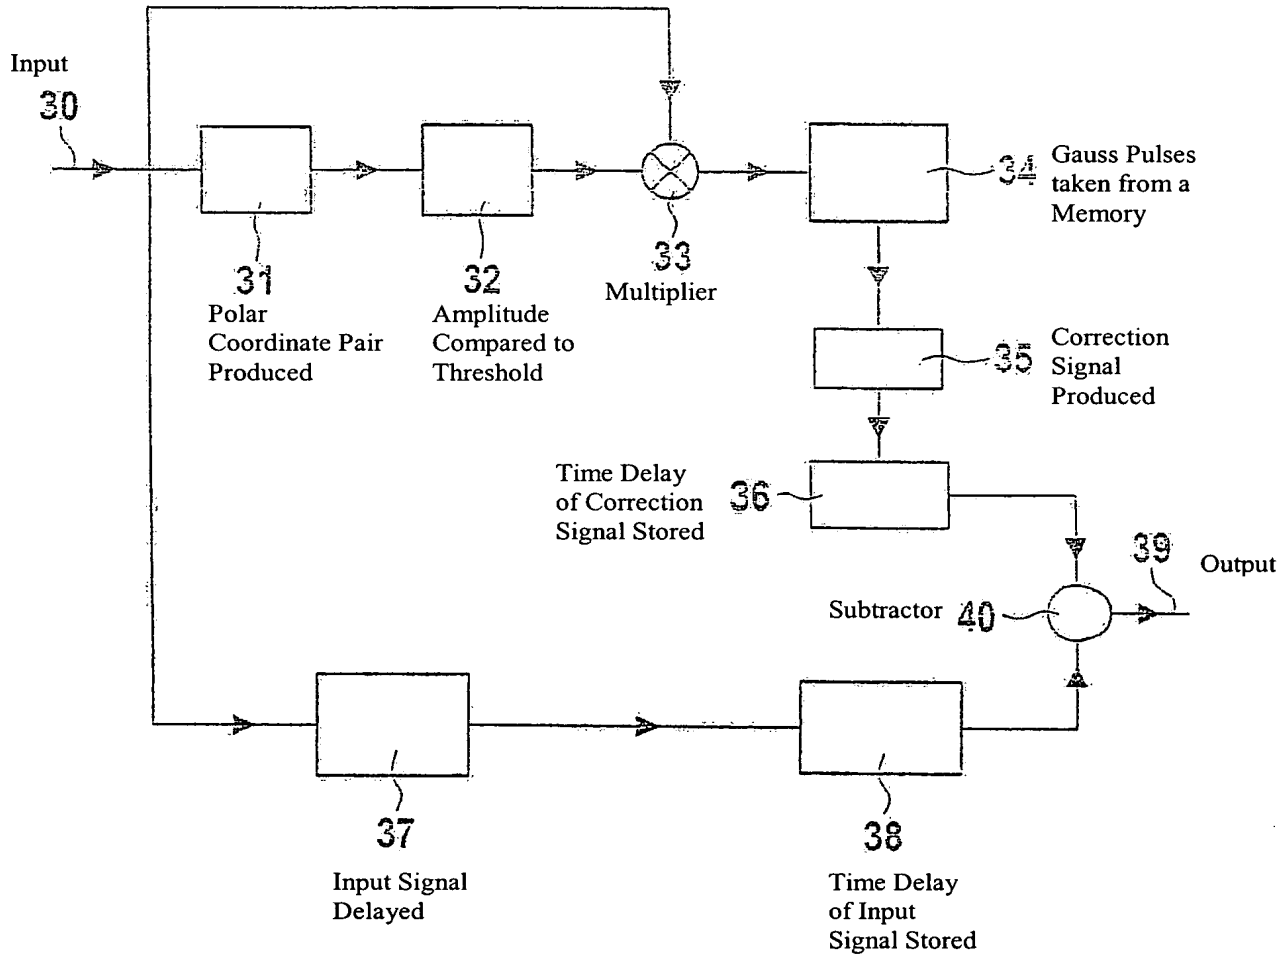 Input
30
31
Polar
Coordinate Pair
Produced
32
Amplitude
Compared to
Threshold
33
Multiplier
34
Gauss Pulses
taken from a
Memory
35
Correction
Signal
Produced
Time Delay
of Correction
Signal Stored
36
39
Output
Subtractor
40
37
Input Signal
Delayed
38
Time Delay
of Input
Signal Stored